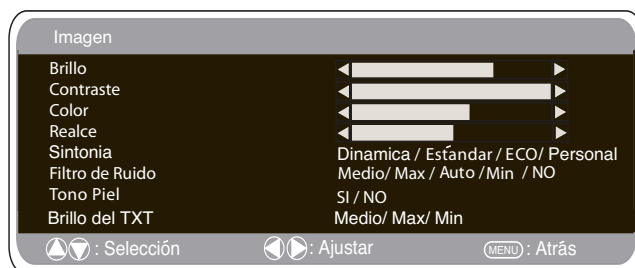 Imagen
Brillo
Contraste
Color
Realce
Sintonia Dinamica / Estándar / ECO/ Personal
Filtro de Ruido Medio/ Max / Auto /Min / NO
Tono Piel SI / NO
Brillo del TXT Medio/ Max/ Min
: Selección : Ajustar MENU : Atrás